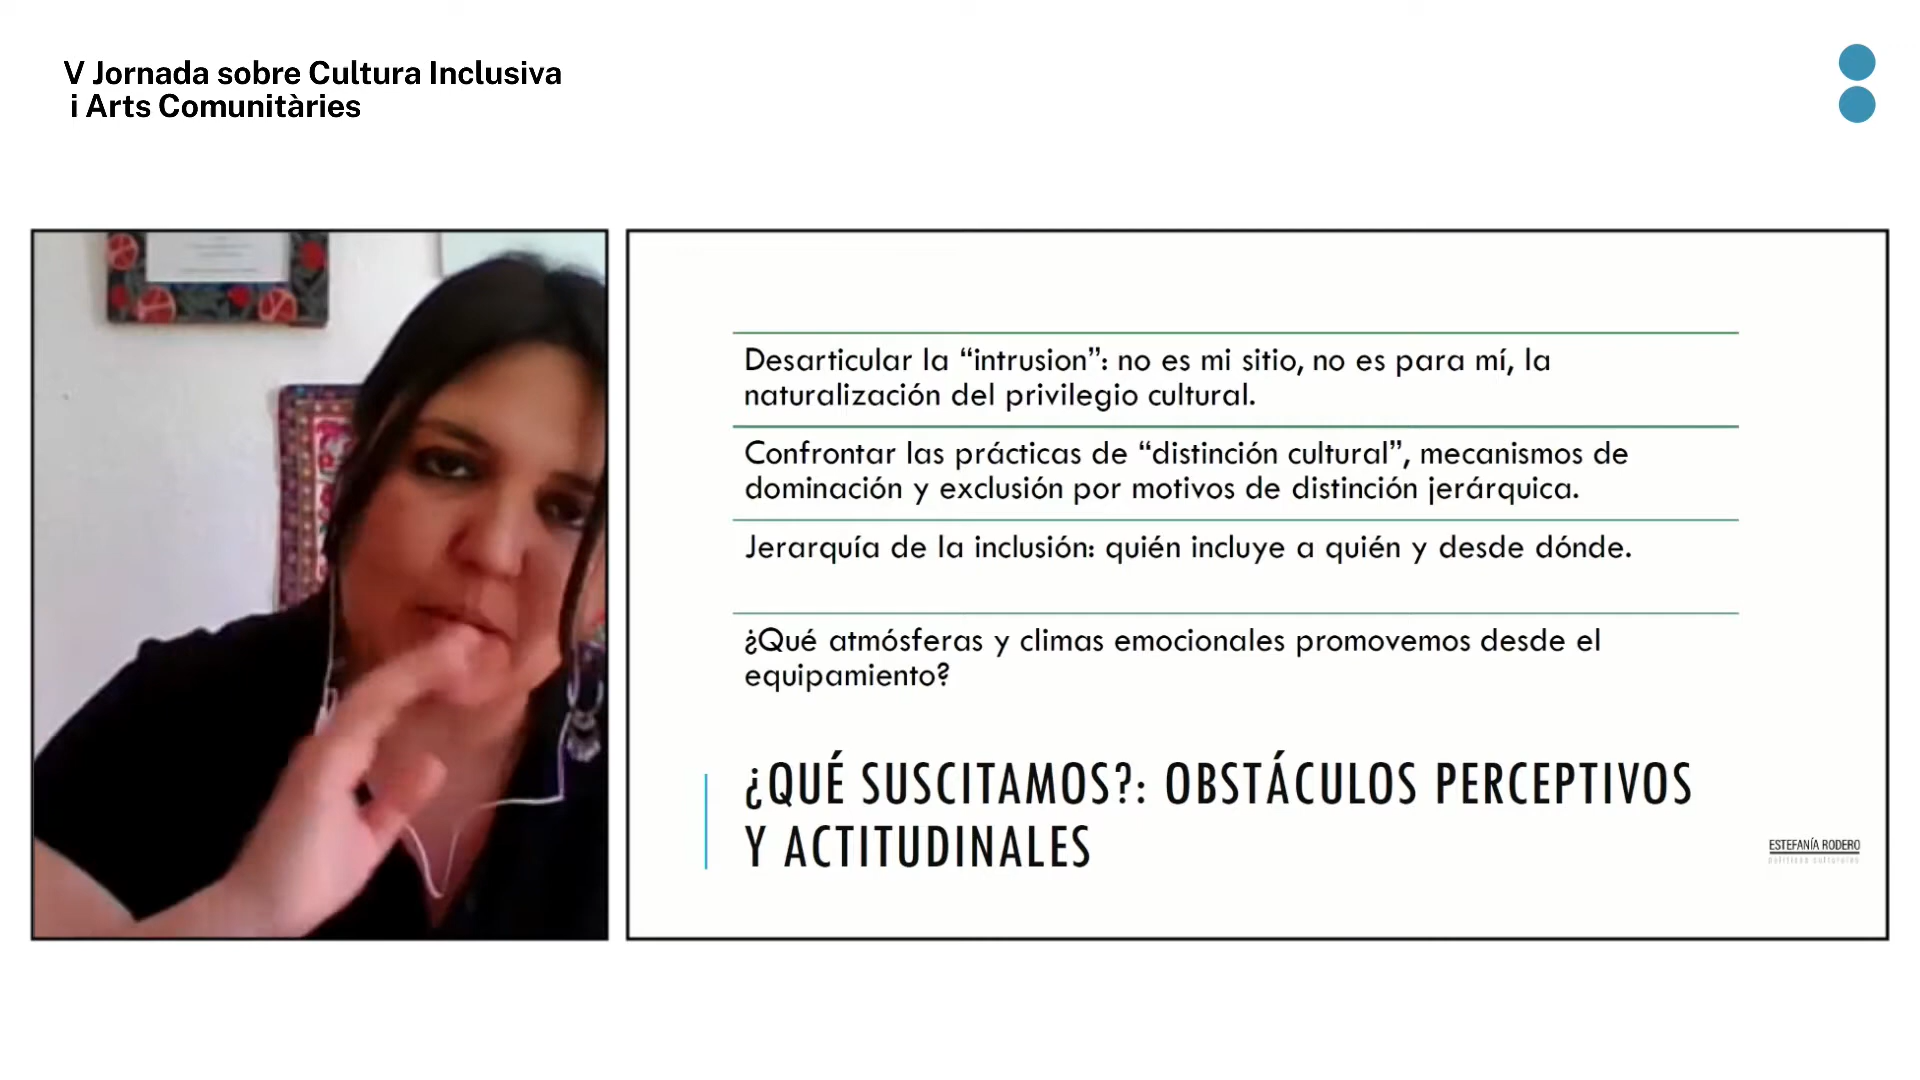 V Jornada sobre Cultura Inclusiva
i Arts Comunitàries
Desarticular la “intrusion”: no es mi sitio, no es para mí, la
naturalización del privilegio cultural.
Confrontar las prácticas de “distinción cultural”, mecanismos de
dominación y exclusión por motivos de distinción jerárquica.
Jerarquía de la inclusión: quién incluye a quién y desde dónde.
¿Qué atmósferas y climas emocionales promovemos desde el
equipamiento?
¿QUÉ SUSCITAMOS?: OBSTÁCULOS PERCEPTIVOS
Y ACTITUDINALES
ESTEFANÍA RODERO
políticas culturales